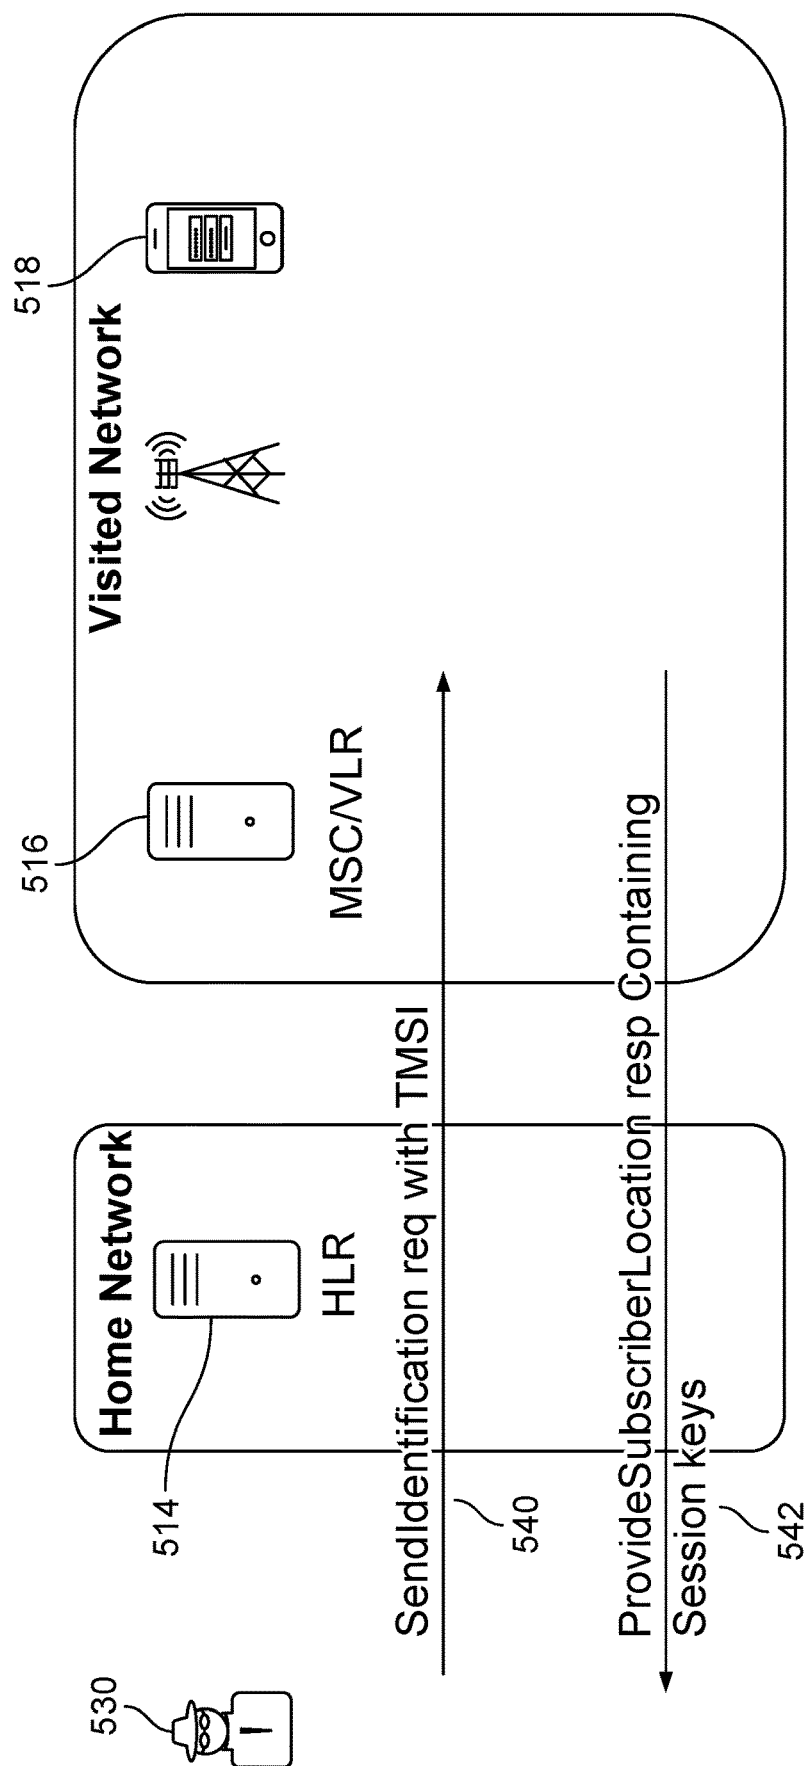 530
514
Home Network
HLR
516
MSC/VLR
Visited Network
518
SendIdentification req with TMSI
540
ProvideSubscriberLocation resp Containing
Session keys
542